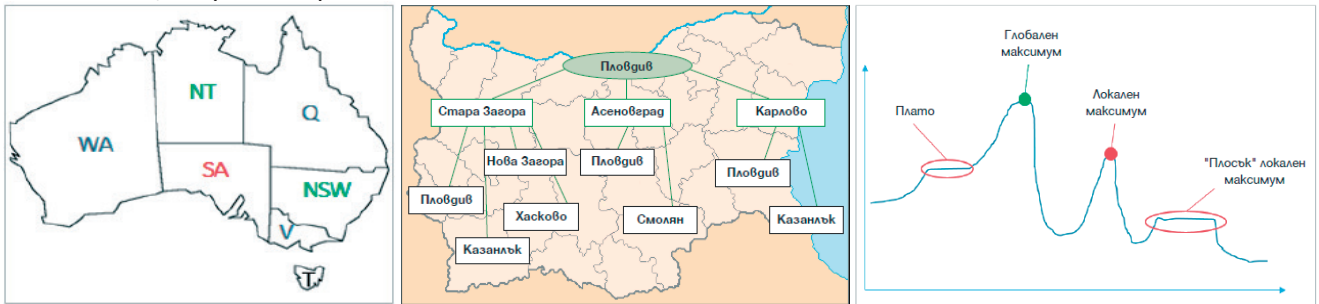 WA
NT
Q
SA
NSW
V
T
Пловдив
Стара Загора
Асеновград
Карлово
Нова Загора
Пловдив
Пловдив
Пловдив
Хасково
Смолян
Казанлък
Казанлък
Глобален
максимум
Локален
максимум
Плато
"Плосък" локален
максимум